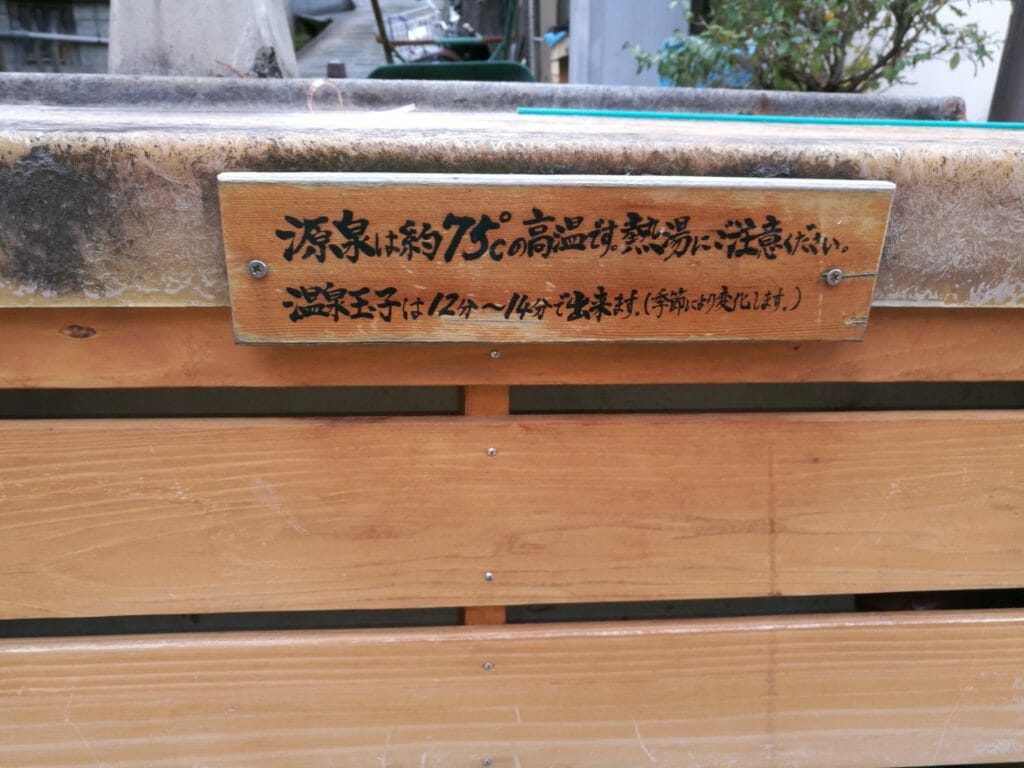 源泉は約75℃の高温です。熱湯にご注意ください。
温泉玉子は12分～14分で出来ます。(季節により変化します。)